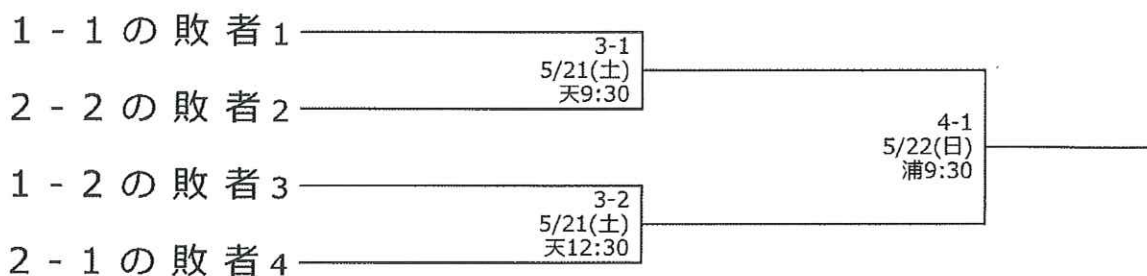 1 - 1 の 敗 者 1
3-1
5/21(土)
天9:30
2 - 2 の 敗 者 2
4-1
5/22(日)
浦9:30
1 - 2 の 敗 者 3
3-2
5/21(土)
天12:30
2 - 1 の 敗 者 4